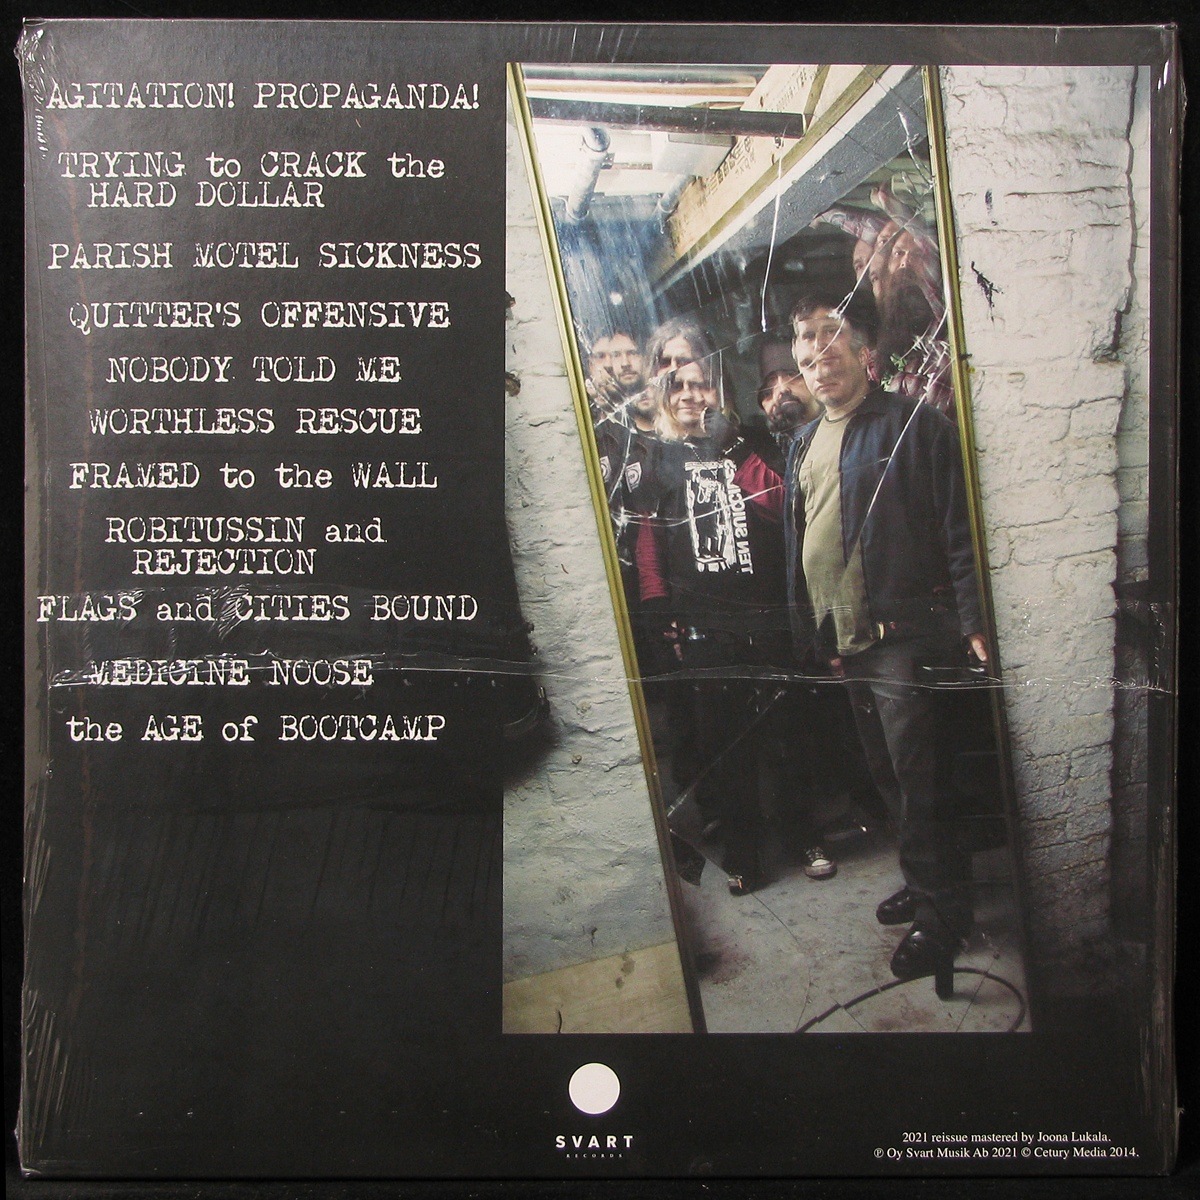 AGITATION! PROPAGANDA!
TRYING to CRACK the
HARD DOLLAR
PARISH MOTEL SICKNESS
QUITTER'S OFFENSIVE
NOBODY TOLD ME
WORTHLESS RESCUE
FRAMED to the WALL
ROBITUSSIN and
REJECTION
FLAGS and CITIES BOUND
MEDICINE NOOSE
the AGE of BOOTCAMP
SVART
RECORDS
2021 reissue mastered by Joona Lukala.
℗ Oy Svart Musik Ab 2021 © Cetury Media 2014.